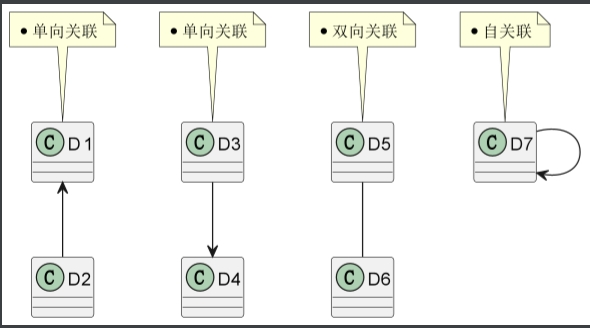 • 单向关联
• 单向关联
• 双向关联
• 自关联
C D1
C D3
C D5
C D7
C D2
C D4
C D6